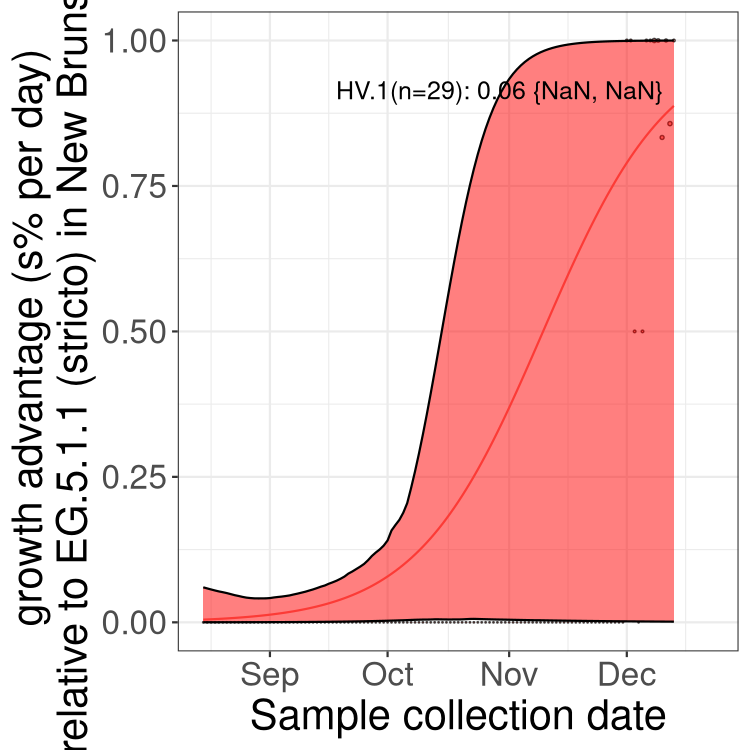 growth advantage (s% per day)
relative to EG.5.1.1 (stricto) in New Bruns
1.00
0.75
0.50
0.25
0.00
HV.1(n=29): 0.06 {NaN, NaN}
Sep Oct Nov Dec
Sample collection date